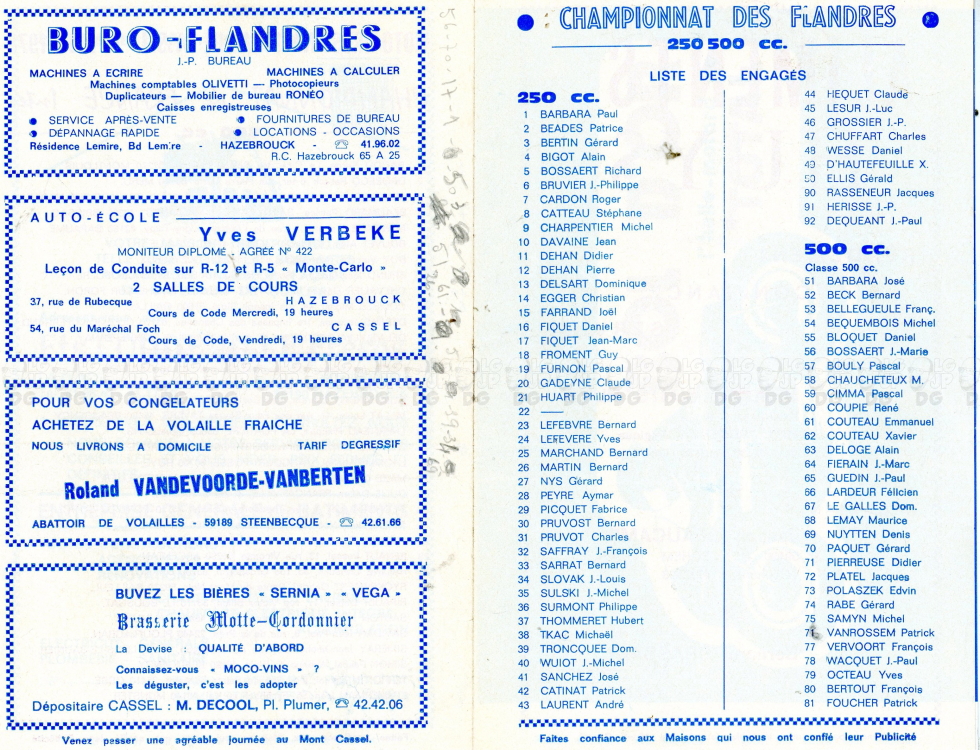 BURO-FLANDRES
J.-P. BUREAU
MACHINES A ECRIRE MACHINES A CALCULER
Machines comptables OLIVETTI — Photocopieurs
Duplicateurs — Mobilier de bureau RONÉO
Caisses enregistreuses
● SERVICE APRÈS-VENTE ● FOURNITURES DE BUREAU
● DÉPANNAGE RAPIDE ● LOCATIONS - OCCASIONS
Résidence Lemire, Bd Lemire - HAZEBROUCK - ☏ 41.96.02
R.C. Hazebrouck 65 A 25
AUTO-ÉCOLE
Yves VERBEKE
MONITEUR DIPLOMÉ - AGRÉÉ N° 422
Leçon de Conduite sur R-12 et R-5 « Monte-Carlo »
2 SALLES DE COURS
37, rue de Rubecque HAZEBROUCK
Cours de Code Mercredi, 19 heures
54, rue du Maréchal Foch CASSEL
Cours de Code, Vendredi, 19 heures
POUR VOS CONGELATEURS
ACHETEZ DE LA VOLAILLE FRAICHE
NOUS LIVRONS A DOMICILE TARIF DEGRESSIF
Roland VANDEVOORDE-VANBERTEN
ABATTOIR DE VOLAILLES - 59189 STEENBECQUE - ☏ 42.61.66
BUVEZ LES BIÈRES « SERNIA » « VEGA »
Brasserie Motte-Cordonnier
La Devise : QUALITÉ D'ABORD
Connaissez-vous « MOCO-VINS » ?
Les déguster, c'est les adopter
Dépositaire CASSEL : M. DECOOL, Pl. Plumer, ☏ 42.42.06
Venez passer une agréable journée au Mont Cassel.
CHAMPIONNAT DES FLANDRES
250 500 cc.
LISTE DES ENGAGÉS
250 cc.
1 BARBARA Paul
2 BEADES Patrice
3 BERTIN Gérard
4 BIGOT Alain
5 BOSSAERT Richard
6 BRUVIER J.-Philippe
7 CARDON Roger
8 CATTEAU Stéphane
9 CHARPENTIER Michel
10 DAVAINE Jean
11 DEHAN Didier
12 DEHAN Pierre
13 DELSART Dominique
14 EGGER Christian
15 FARRAND Joël
16 FIQUET Daniel
17 FIQUET Jean-Marc
18 FROMENT Guy
19 FURNON Pascal
20 GADEYNE Claude
21 HUART Philippe
22 ——
23 LEFEBVRE Bernard
24 LEFEVERE Yves
25 MARCHAND Bernard
26 MARTIN Bernard
27 NYS Gérard
28 PEYRE Aymar
29 PICQUET Fabrice
30 PRUVOST Bernard
31 PRUVOT Charles
32 SAFFRAY J.-François
33 SARRAT Bernard
34 SLOVAK J.-Louis
35 SULSKI J.-Michel
36 SURMONT Philippe
37 THOMMERET Hubert
38 TKAC Michaël
39 TRONCQUEE Dom.
40 WUIOT J.-Michel
41 SANCHEZ José
42 CATINAT Patrick
43 LAURENT André
44 HEQUET Claude
45 LESUR J.-Luc
46 GROSSIER J.-P.
47 CHUFFART Charles
48 WESSE Daniel
49 D'HAUTEFEUILLE X.
50 ELLIS Gérald
90 RASSENEUR Jacques
91 HERISSE J.-P.
92 DEQUEANT J.-Paul
500 cc.
Classe 500 cc.
51 BARBARA José
52 BECK Bernard
53 BELLEGUEULE Franç.
54 BEQUEMBOIS Michel
55 BLOQUET Daniel
56 BOSSAERT J.-Marie
57 BOULY Pascal
58 CHAUCHETEUX M.
59 CIMMA Pascal
60 COUPIE René
61 COUTEAU Emmanuel
62 COUTEAU Xavier
63 DELOGE Alain
64 FIERAIN J.-Marc
65 GUEDIN J.-Paul
66 LARDEUR Félicien
67 LE GALLES Dom.
68 LEMAY Maurice
69 NUYTTEN Denis
70 PAQUET Gérard
71 PIERREUSE Didier
72 PLATEL Jacques
73 POLASZEK Edvin
74 RABE Gérard
75 SAMYN Michel
VANROSSEM Patrick
77 VERVOORT François
78 WACQUET J.-Paul
79 OCTEAU Yves
80 BERTOUT François
81 FOUCHER Patrick
Faites confiance aux Maisons qui nous ont confié leur Publicité